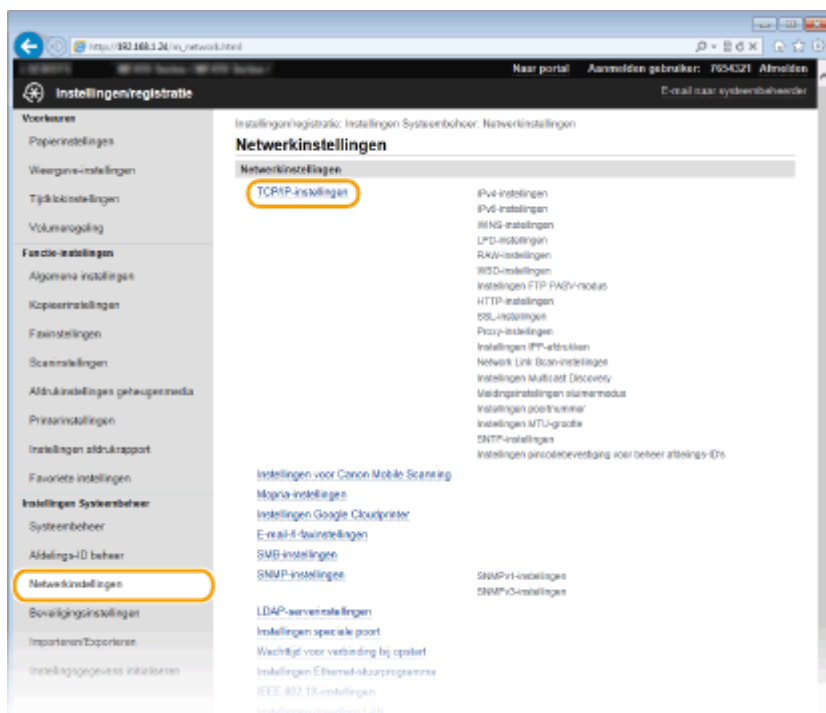 http://192.168.1.24/m_network.html
Naar portal Aanmelden gebruiker: 7654321 Afmelden
Instellingen/registratie
E-mail naar systeembeheerder
Voorkeuren
Papierinstellingen
Weergave-instellingen
Tijdklokinstellingen
Volumeregeling
Functie-instellingen
Algemene instellingen
Kopieerinstellingen
Faxinstellingen
Scaninstellingen
Afdrukinstellingen geheugenmedia
Printerinstellingen
Instellingen afdrukrapport
Favoriete instellingen
Instellingen Systeembeheer
Systeembeheer
Afdelings-ID beheer
Netwerkinstellingen
Beveiligingsinstellingen
Importeren/Exporteren
Instellingsgegevens initialiseren
Instellingen/registratie: Instellingen Systeembeheer: Netwerkinstellingen
Netwerkinstellingen
Netwerkinstellingen
TCP/IP-instellingen
IPv4-instellingen
IPv6-instellingen
WINS-instellingen
LPD-instellingen
RAW-instellingen
WSD-instellingen
Instellingen FTP PASV-modus
HTTP-instellingen
SSL-instellingen
Proxy-instellingen
Instellingen IPP-afdrukken
Network Link Scan-instellingen
Instellingen Multicast Discovery
Meldingsinstellingen sluimermodus
Instellingen poortnummer
Instellingen MTU-grootte
SNTP-instellingen
Instellingen pincodebevestiging voor beheer afdelings-ID's
Instellingen voor Canon Mobile Scanning
Mopria-instellingen
Instellingen Google Cloudprinter
E-mail-/I-faxinstellingen
SMB-instellingen
SNMP-instellingen
SNMPv1-instellingen
SNMPv3-instellingen
LDAP-serverinstellingen
Instellingen speciale poort
Wachttijd voor verbinding bij opstart
Instellingen Ethernet-stuurprogramma
IEEE 802.1X-instellingen